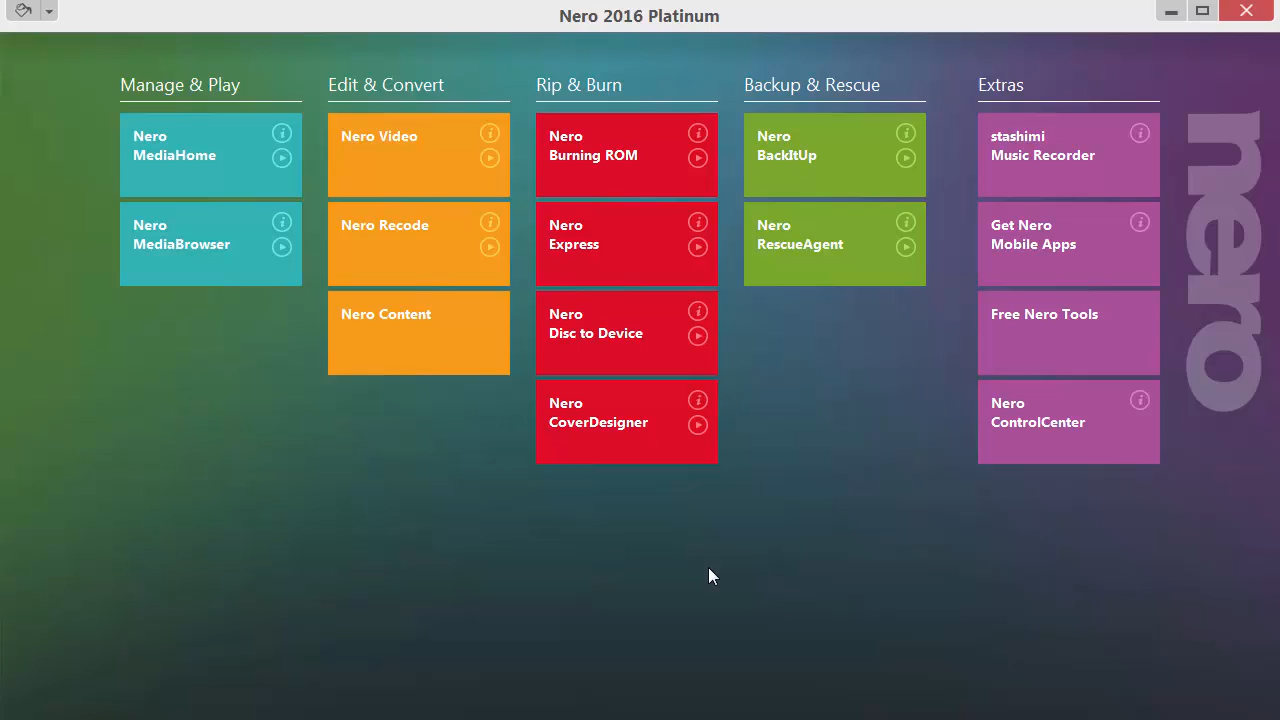 Nero 2016 Platinum
Manage & Play
Nero
MediaHome
Nero
MediaBrowser
Edit & Convert
Nero Video
Nero Recode
Nero Content
Rip & Burn
Nero
Burning ROM
Nero
Express
Nero
Disc to Device
Nero
CoverDesigner
Backup & Rescue
Nero
BackItUp
Nero
RescueAgent
Extras
stashimi
Music Recorder
Get Nero
Mobile Apps
Free Nero Tools
Nero
ControlCenter
nero